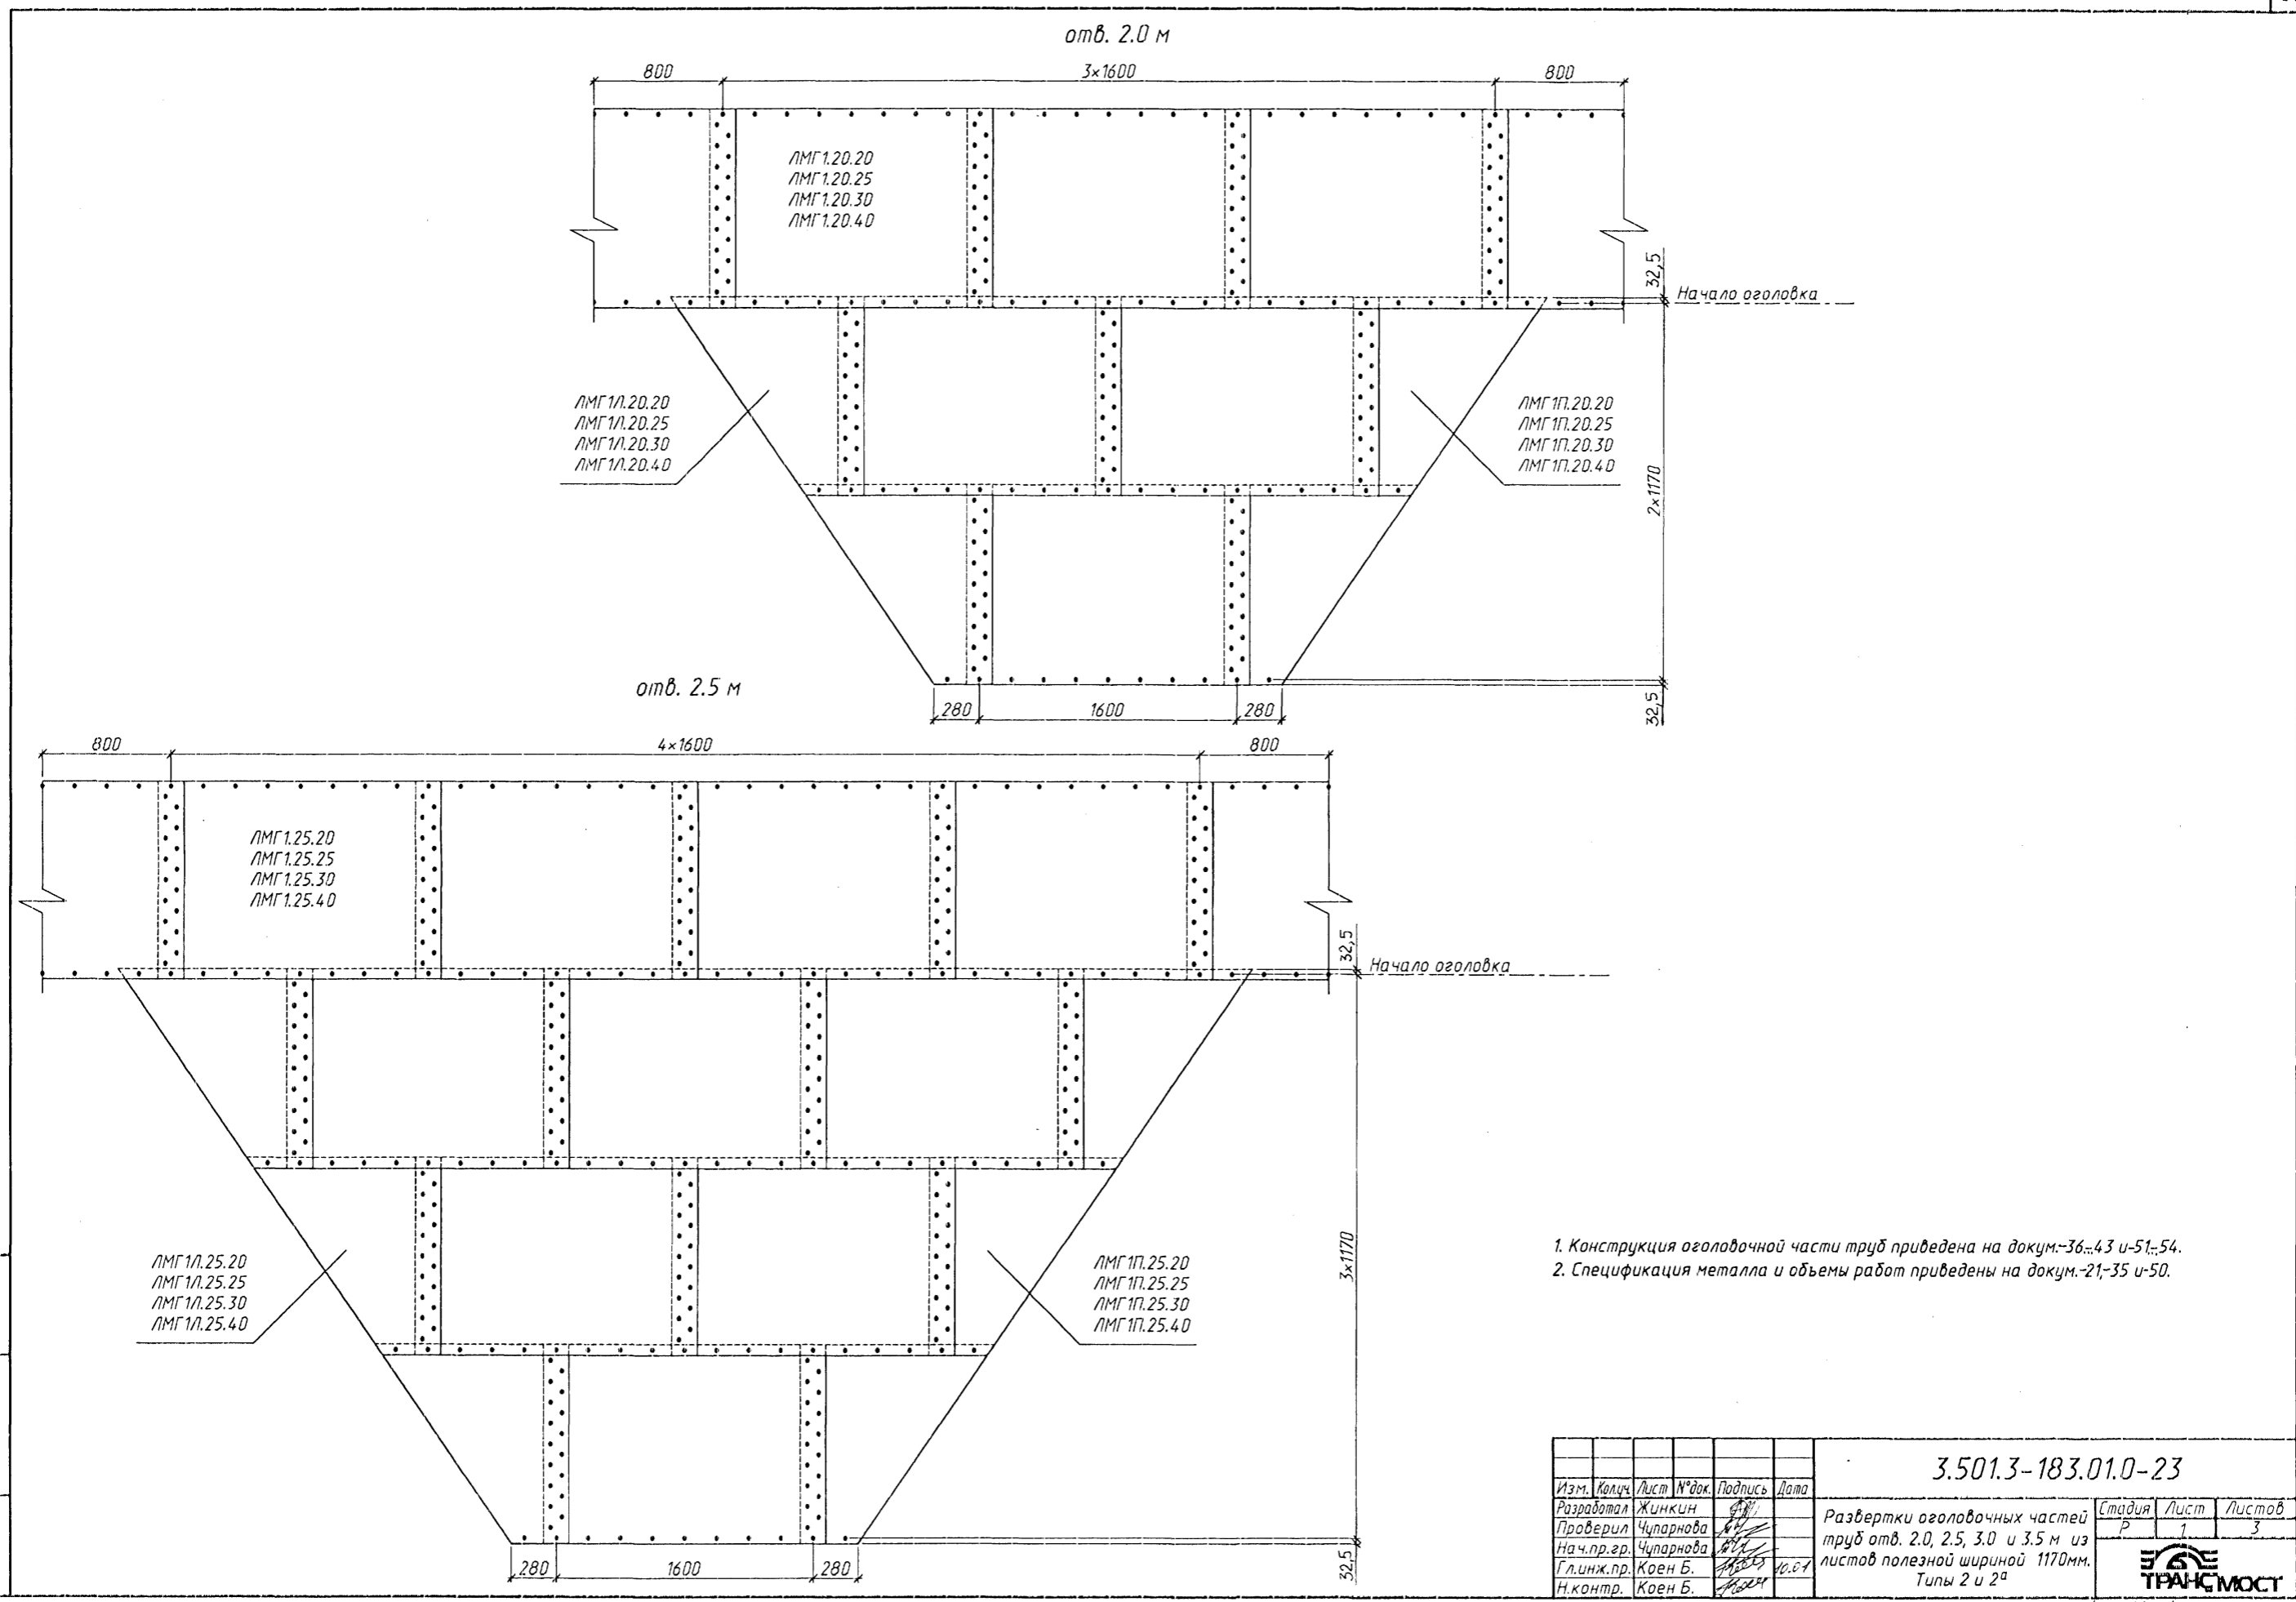 отв. 2.0 м
800
3×1600
800
ЛМГ1.20.20
ЛМГ1.20.25
ЛМГ1.20.30
ЛМГ1.20.40
32,5
Начало оголовка
ЛМГ1Л.20.20
ЛМГ1Л.20.25
ЛМГ1Л.20.30
ЛМГ1Л.20.40
ЛМГ1П.20.20
ЛМГ1П.20.25
ЛМГ1П.20.30
ЛМГ1П.20.40
2×1170
280
1600
280
32,5
отв. 2.5 м
800
4×1600
800
ЛМГ1.25.20
ЛМГ1.25.25
ЛМГ1.25.30
ЛМГ1.25.40
32,5
Начало оголовка
ЛМГ1Л.25.20
ЛМГ1Л.25.25
ЛМГ1Л.25.30
ЛМГ1Л.25.40
ЛМГ1П.25.20
ЛМГ1П.25.25
ЛМГ1П.25.30
ЛМГ1П.25.40
3×1170
280
1600
280
32,5
1. Конструкция оголовочной части труб приведена на докум.-36...-43 и-51...-54.
2. Спецификация металла и объемы работ приведены на докум.-21,-35 и-50.
3.501.3-183.01.0-23
Изм. Кол.уч Лист №док. Подпись Дата
Разработал Жинкин
Проверил Чупарнова
Нач.пр.гр. Чупарнова
Гл.инж.пр. Коен Б. 10.01
Н.контр. Коен Б.
Развертки оголовочных частей
труб отв. 2.0, 2.5, 3.0 и 3.5 м из
листов полезной шириной 1170мм.
Типы 2 и 2ª
Стадия Лист Листов
Р 1 3
ТРАНСМОСТ